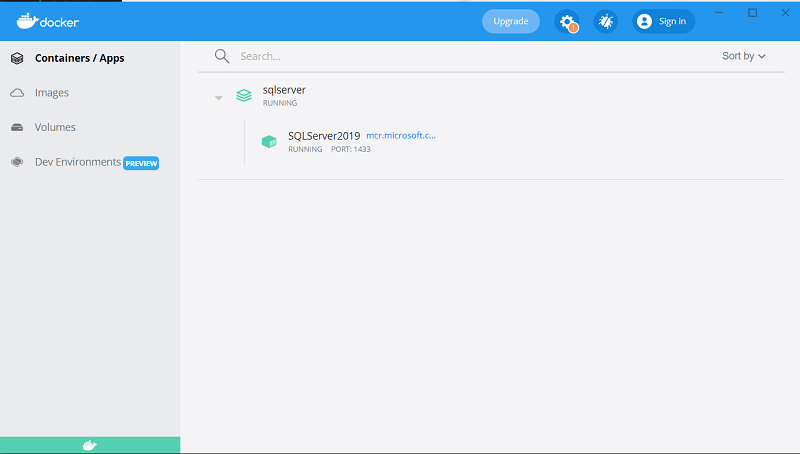 docker
Upgrade
Sign in
Containers / Apps
Images
Volumes
Dev Environments PREVIEW
Search...
Sort by
sqlserver
RUNNING
SQLServer2019 mcr.microsoft.c...
RUNNING PORT: 1433